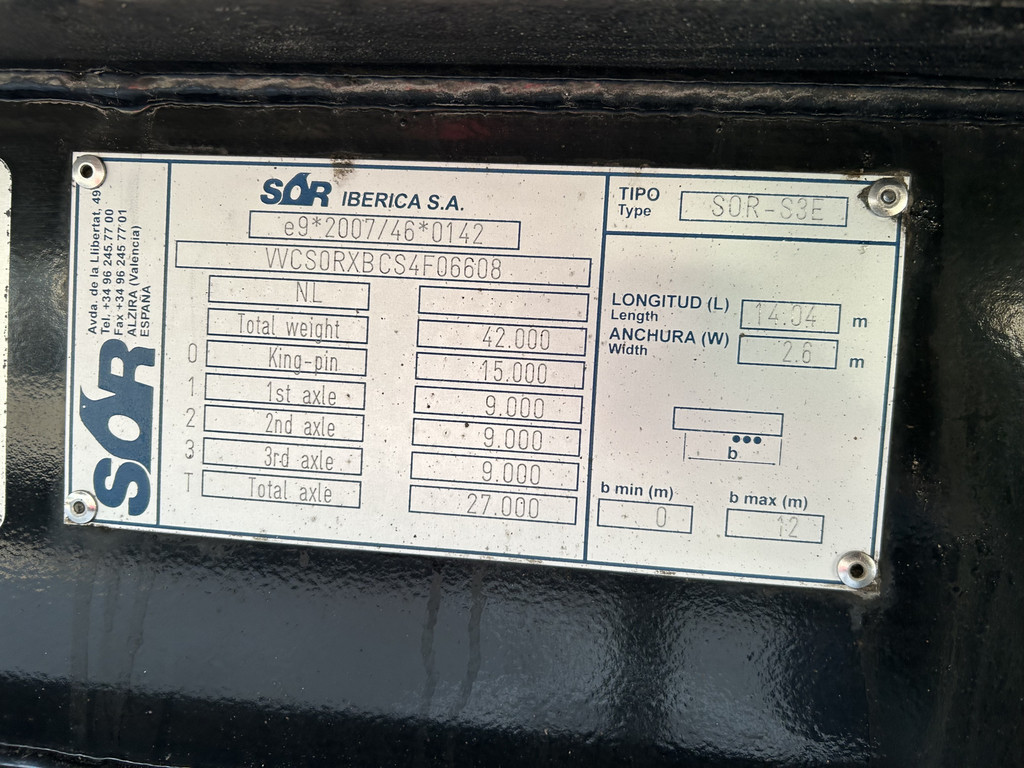 SÓR IBERICA S.A.
e9*2007/46*0142
VVCSORXBCS4F06608
NL
Total weight 42.000
0 King-pin 15.000
1 1st axle 9.000
2 2nd axle 9.000
3 3rd axle 9.000
T Total axle 27.000
TIPO
Type
SOR-S3E
LONGITUD (L)
Length
14.04 m
ANCHURA (W)
Width
2.6 m
b
b min (m)
0
b max (m)
12
SÓR
Avda. de la Llibertat, 49
Tel. +34 96 245.77 00
Fax +34 96 245 77 01
ALZIRA (Valencia)
ESPAÑA